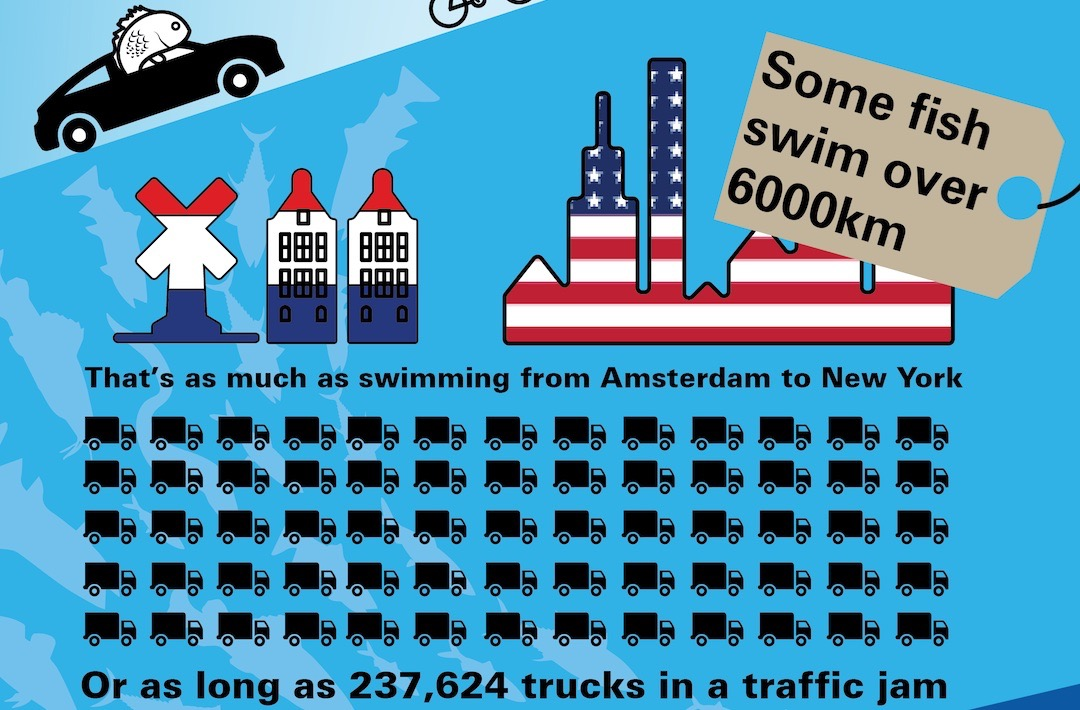 Some fish
swim over
6000km
That's as much as swimming from Amsterdam to New York
Or as long as 237,624 trucks in a traffic jam